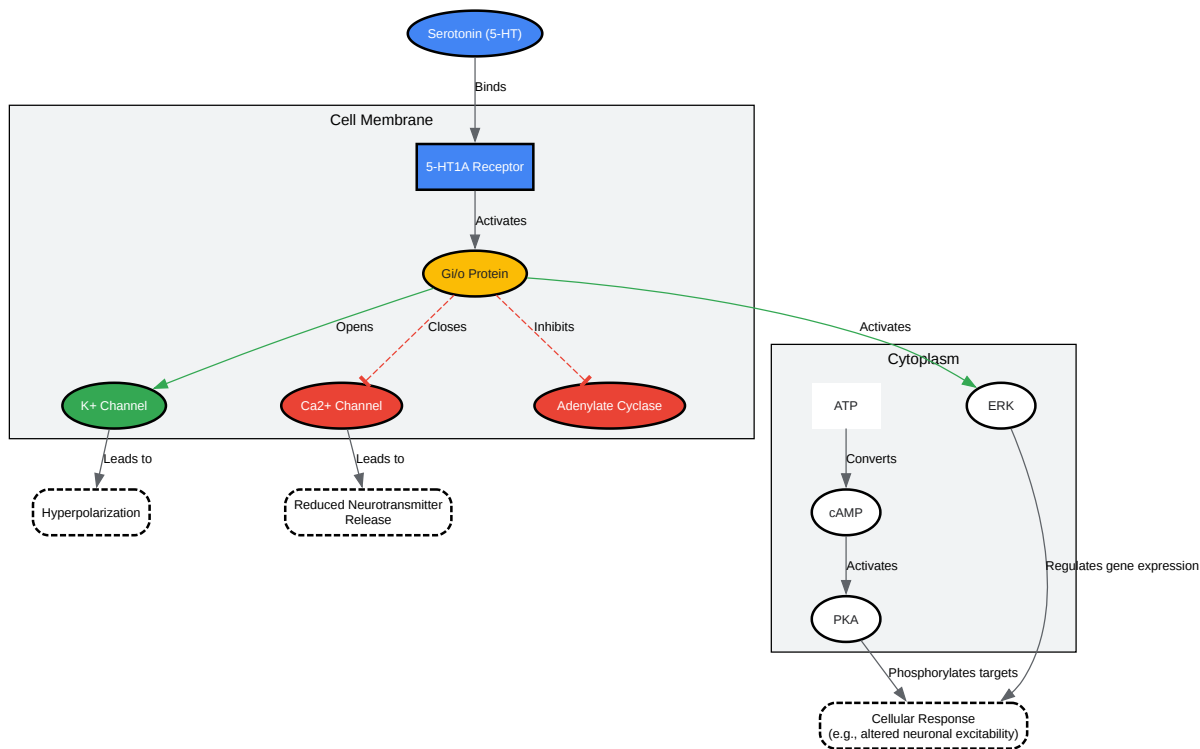 Serotonin (5-HT)
Binds
Cell Membrane
5-HT1A Receptor
Activates
Gi/o Protein
Opens
Closes
Inhibits
Activates
Cytoplasm
K+ Channel
Ca2+ Channel
Adenylate Cyclase
ATP
ERK
Leads to
Leads to
Converts
Hyperpolarization
Reduced Neurotransmitter
Release
cAMP
Activates
Regulates gene expression
PKA
Phosphorylates targets
Cellular Response
(e.g., altered neuronal excitability)